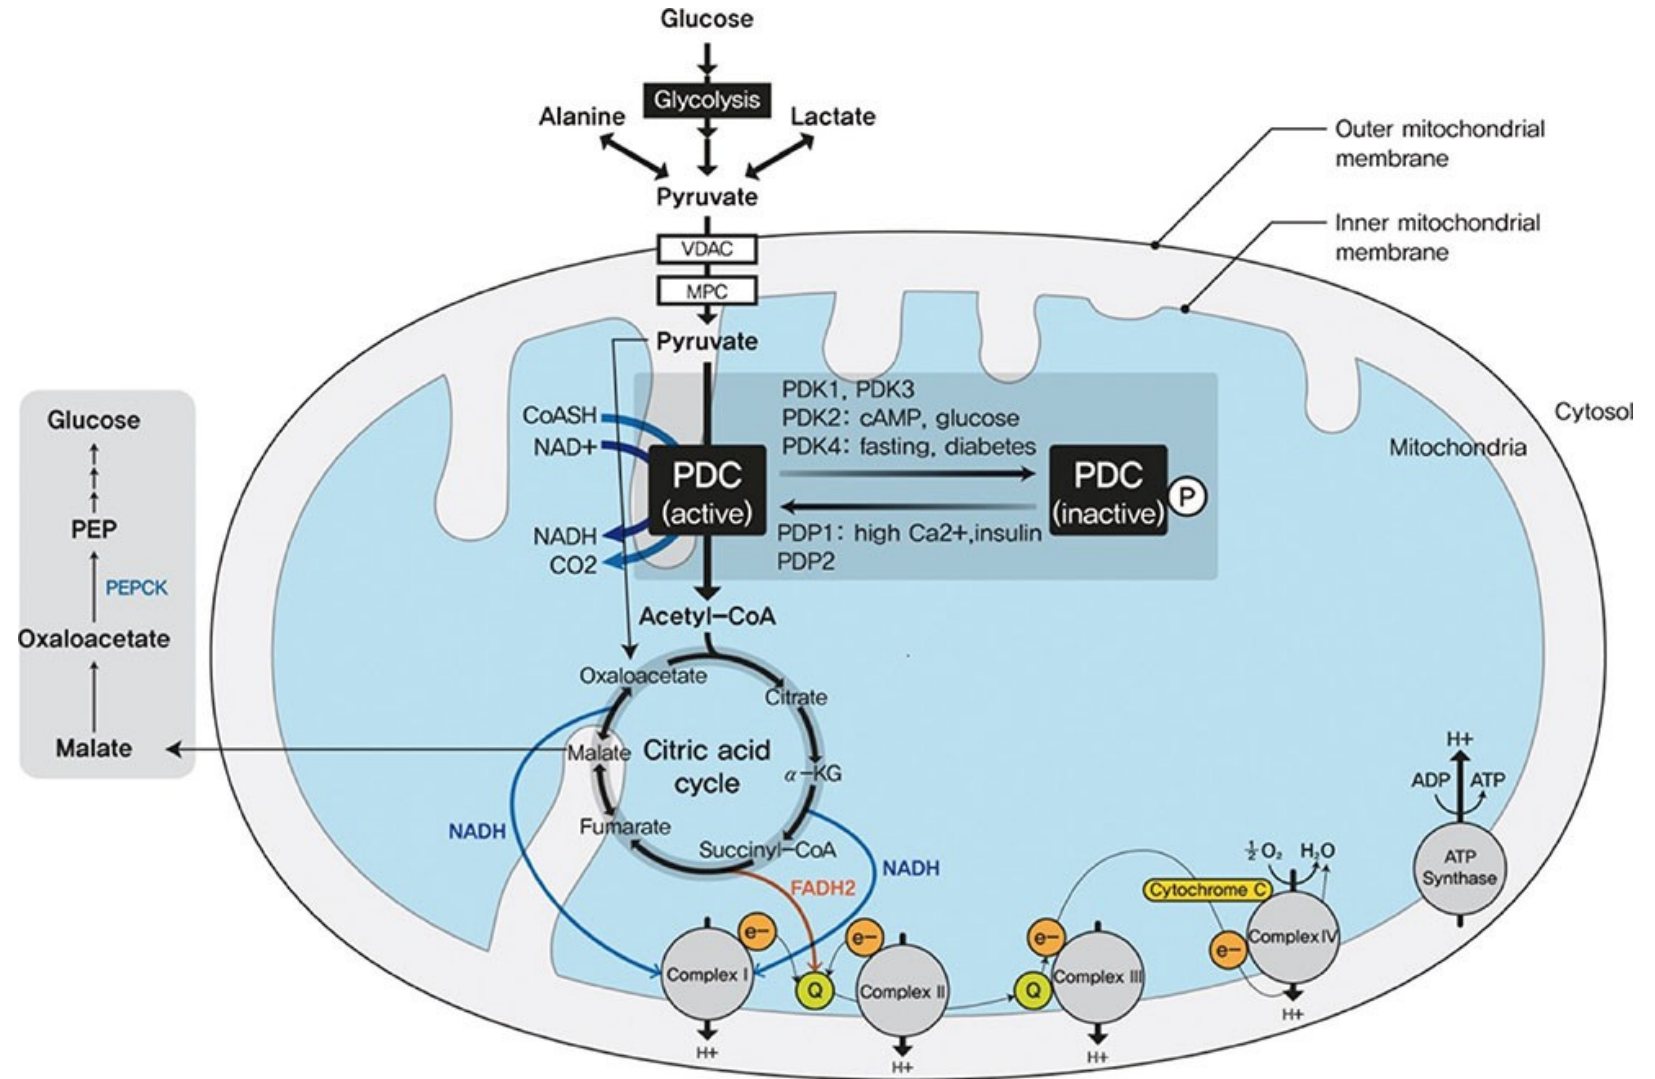 Glucose
Glycolysis
Alanine
Lactate
Pyruvate
Outer mitochondrial
membrane
Inner mitochondrial
membrane
VDAC
MPC
Pyruvate
Cytosol
Mitochondria
PDK1, PDK3
PDK2: cAMP, glucose
PDK4: fasting, diabetes
CoASH
NAD+
PDC
(active)
PDC
(inactive)
P
NADH
CO2
PDP1: high Ca2+,insulin
PDP2
Glucose
PEP
PEPCK
Oxaloacetate
Malate
Acetyl-CoA
Oxaloacetate
Citrate
Malate
Citric acid
cycle
α-KG
Fumarate
Succinyl-CoA
NADH
NADH
FADH2
H+
ADP
ATP
ATP
Synthase
½O₂
H₂O
Cytochrome C
e-
e-
e-
e-
Complex I
Q
Complex II
Q
Complex III
Complex IV
H+
H+
H+
H+